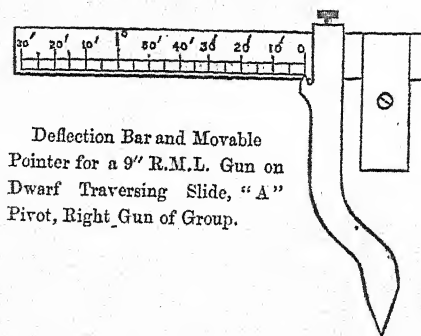 30' 20' 10' 1° 50' 40' 30' 20' 10' 0
Deflection Bar and Movable
Pointer for a 9" R.M.L. Gun on
Dwarf Traversing Slide, "A"
Pivot, Right Gun of Group.